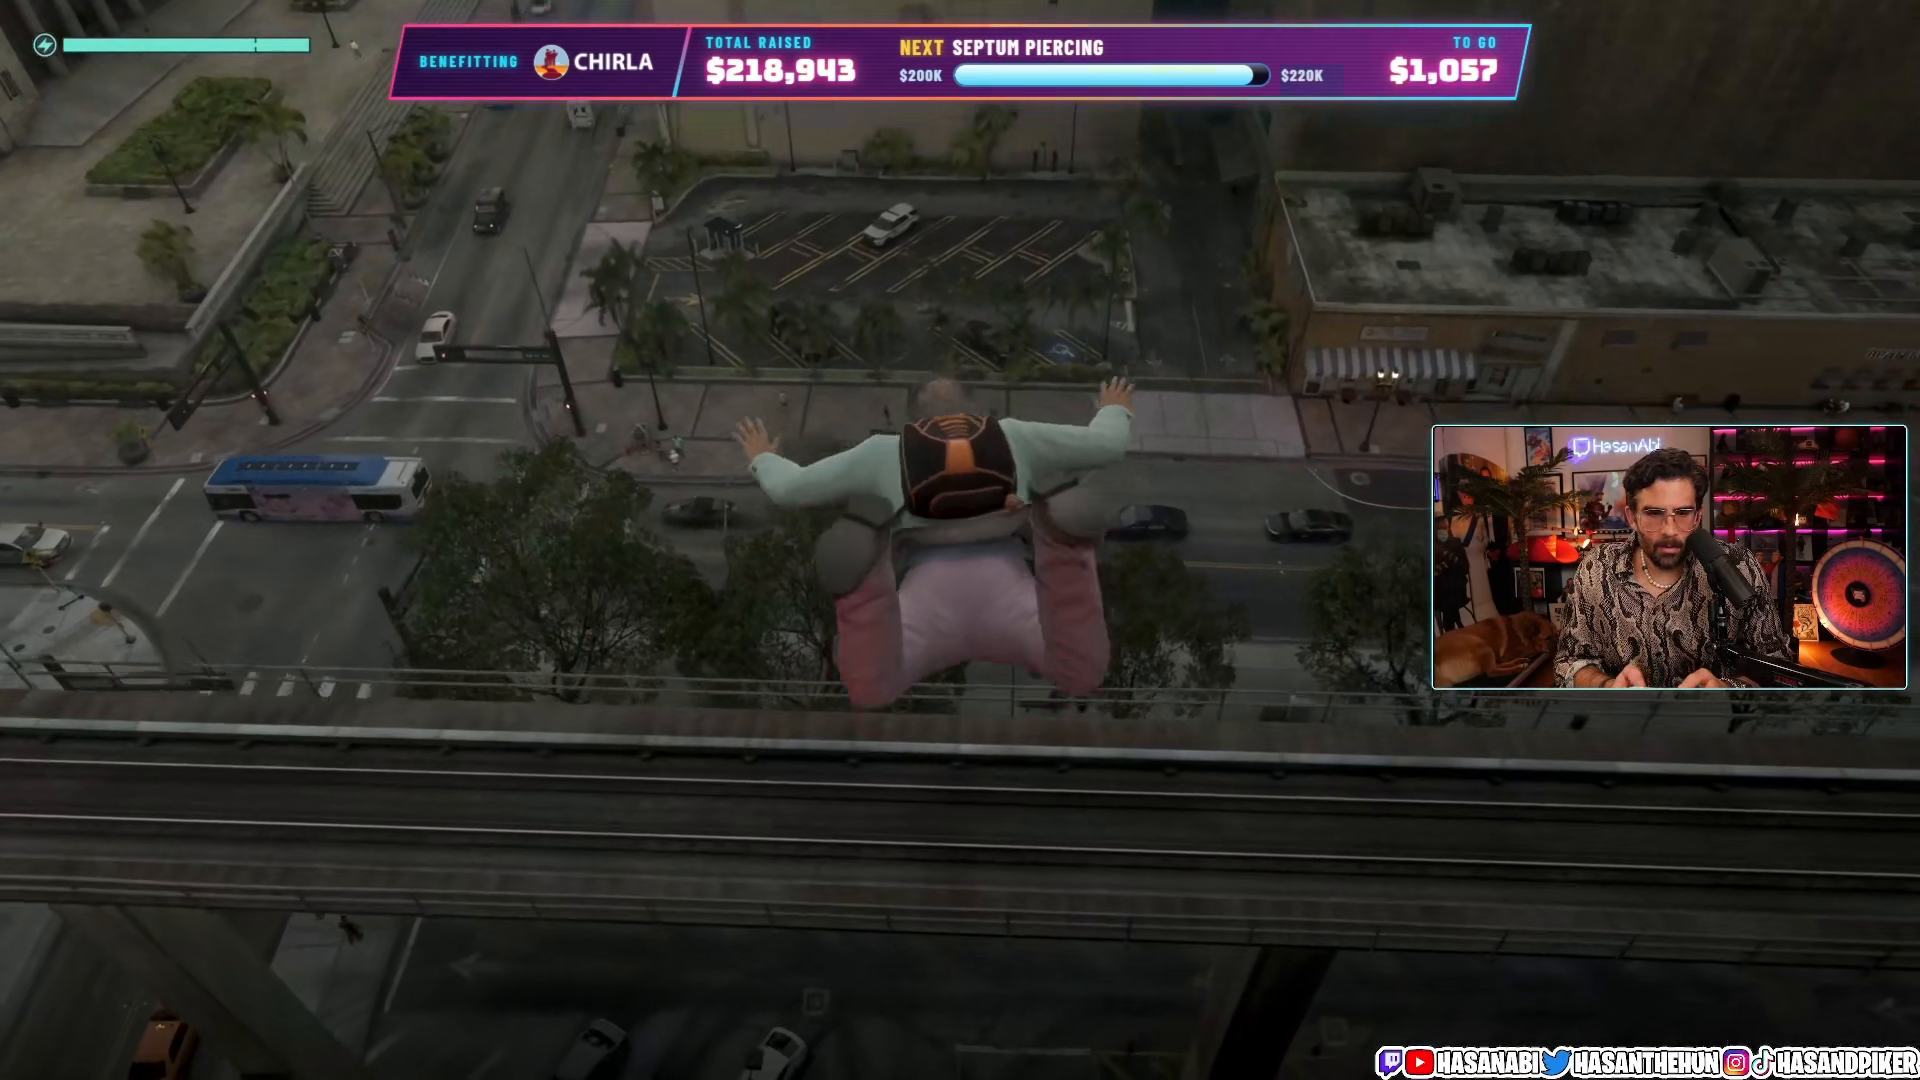 BENEFITTING CHIRLA
TOTAL RAISED
$218,943
NEXT SEPTUM PIERCING
$200K
$220K
TO GO
$1,057
HasanAbi
HASANABI HASANTHEHUN HASANDPIKER